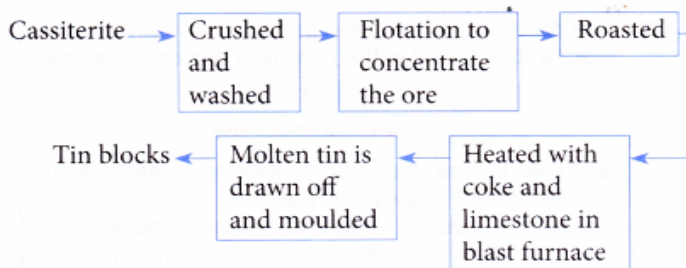 Cassiterite
Crushed
and
washed
Flotation to
concentrate
the ore
Roasted
Heated with
coke and
limestone in
blast furnace
Molten tin is
drawn off
and moulded
Tin blocks